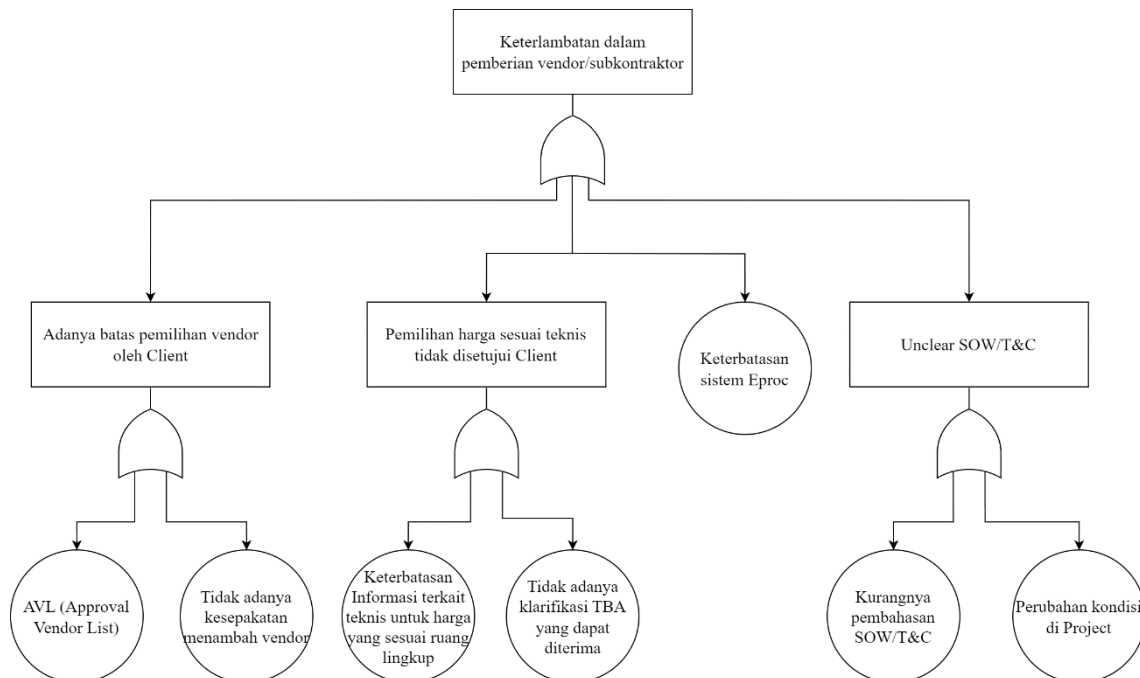 Keterlambatan dalam
pemberian vendor/subkontraktor
Adanya batas pemilihan vendor
oleh Client
Pemilihan harga sesuai teknis
tidak disetujui Client
Keterbatasan
sistem Eproc
Unclear SOW/T&C
AVL (Approval
Vendor List)
Tidak adanya
kesepakatan
menambah vendor
Keterbatasan
Informasi terkait
teknis untuk harga
yang sesuai ruang
lingkup
Tidak adanya
klarifikasi TBA
yang dapat
diterima
Kurangnya
pembahasan
SOW/T&C
Perubahan kondisi
di Project